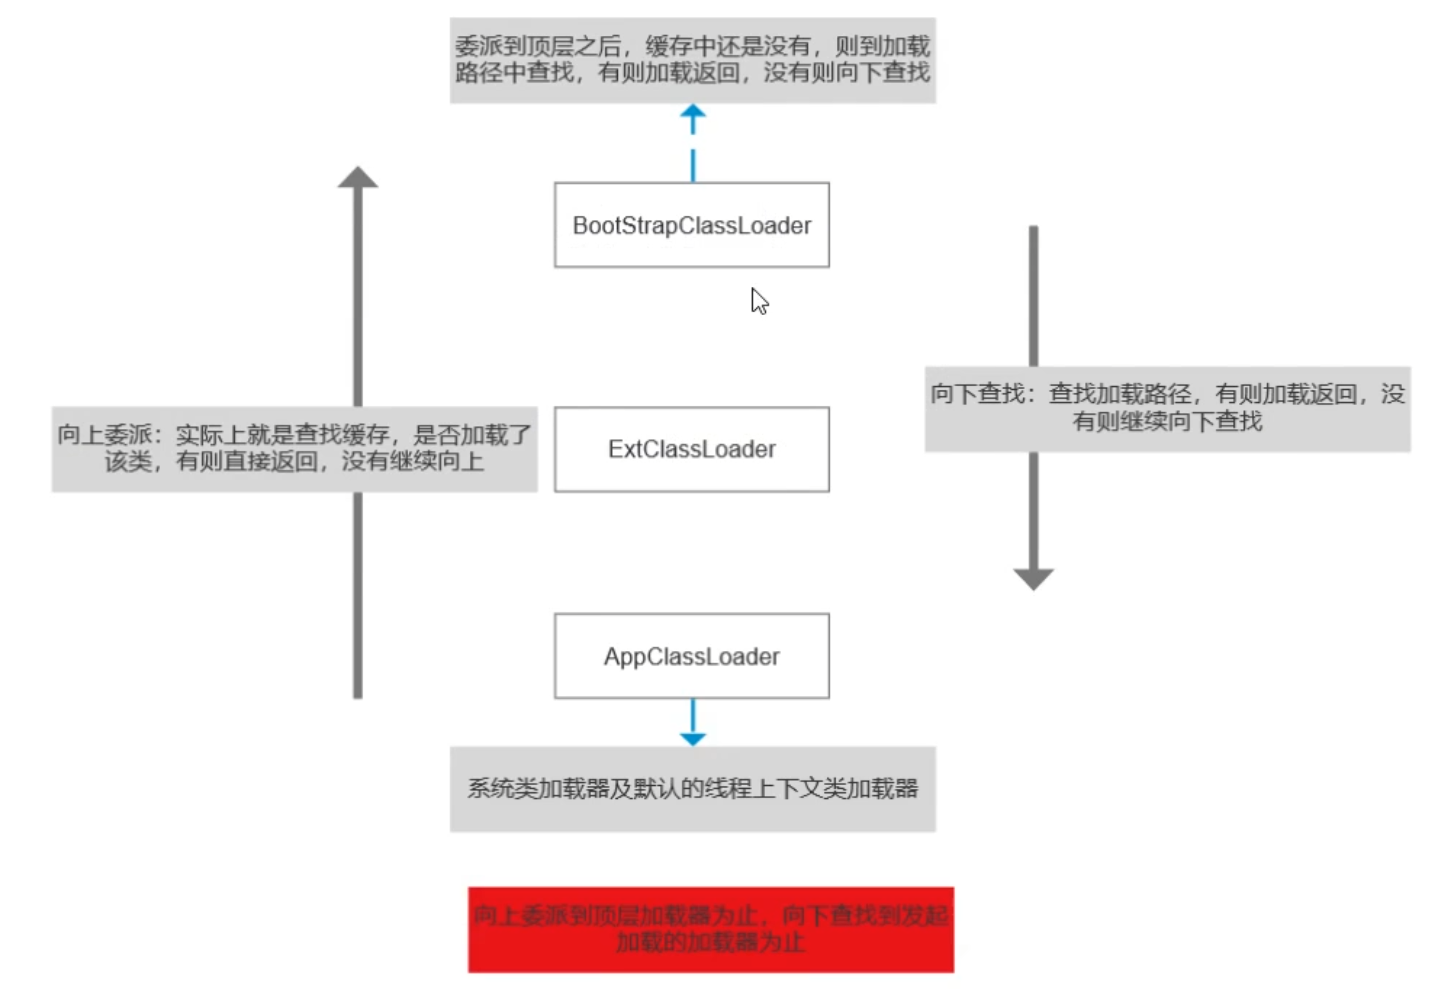 委派到顶层之后，缓存中还是没有，则到加载
路径中查找，有则加载返回，没有则向下查找
BootStrapClassLoader
向下查找：查找加载路径，有则加载返回，没
有则继续向下查找
向上委派：实际上就是查找缓存，是否加载了
该类，有则直接返回，没有继续向上
ExtClassLoader
AppClassLoader
系统类加载器及默认的线程上下文类加载器
向上委派到顶层加载器为止，向下查找到发起
加载的加载器为止